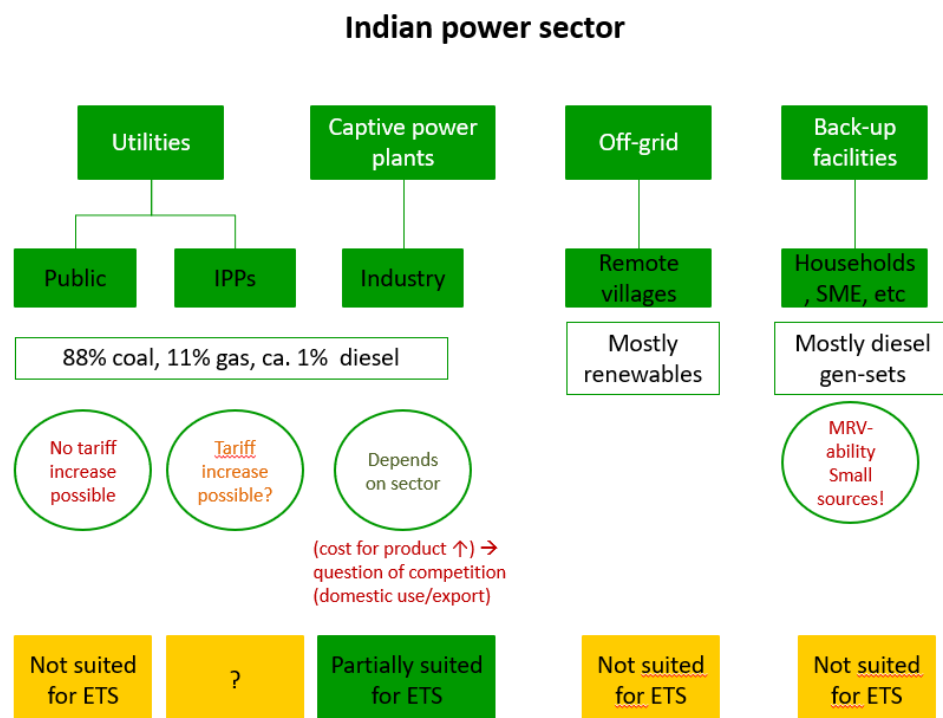 Indian power sector
Utilities
Captive power
plants
Off-grid
Back-up
facilities
Public
IPPs
Industry
Remote
villages
Households
, SME, etc
88% coal, 11% gas, ca. 1% diesel
Mostly
renewables
Mostly diesel
gen-sets
No tariff
increase
possible
Tariff
increase
possible?
Depends
on sector
MRV-
ability
Small
sources!
(cost for product ↑) →
question of competition
(domestic use/export)
Not suited
for ETS
?
Partially suited
for ETS
Not suited
for ETS
Not suited
for ETS